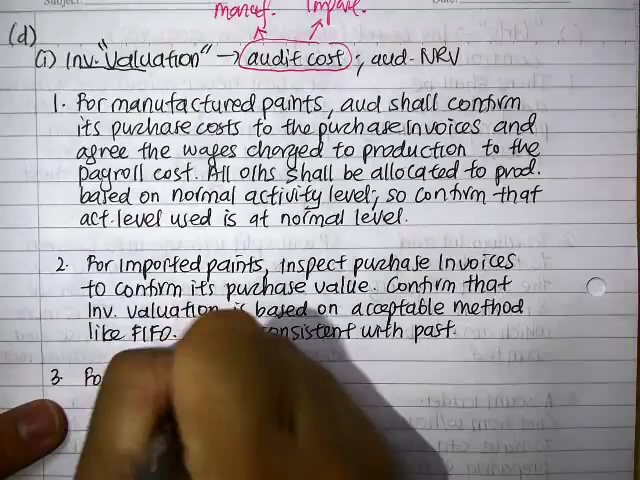 manuf. import.
(d)
(i) Inv. "Valuation" → audit cost; aud. NRV
1. For manufactured paints, aud shall confirm
its purchase costs to the purchase invoices and
agree the wages charged to production to the
payroll cost. All o/hs shall be allocated to prod.
based on normal activity level; so confirm that
act. level used is at normal level.
2. For imported paints, inspect purchase invoices
to confirm it's purchase value. Confirm that
Inv. valuation is based on acceptable method
like FIFO. consistent with past.
3.